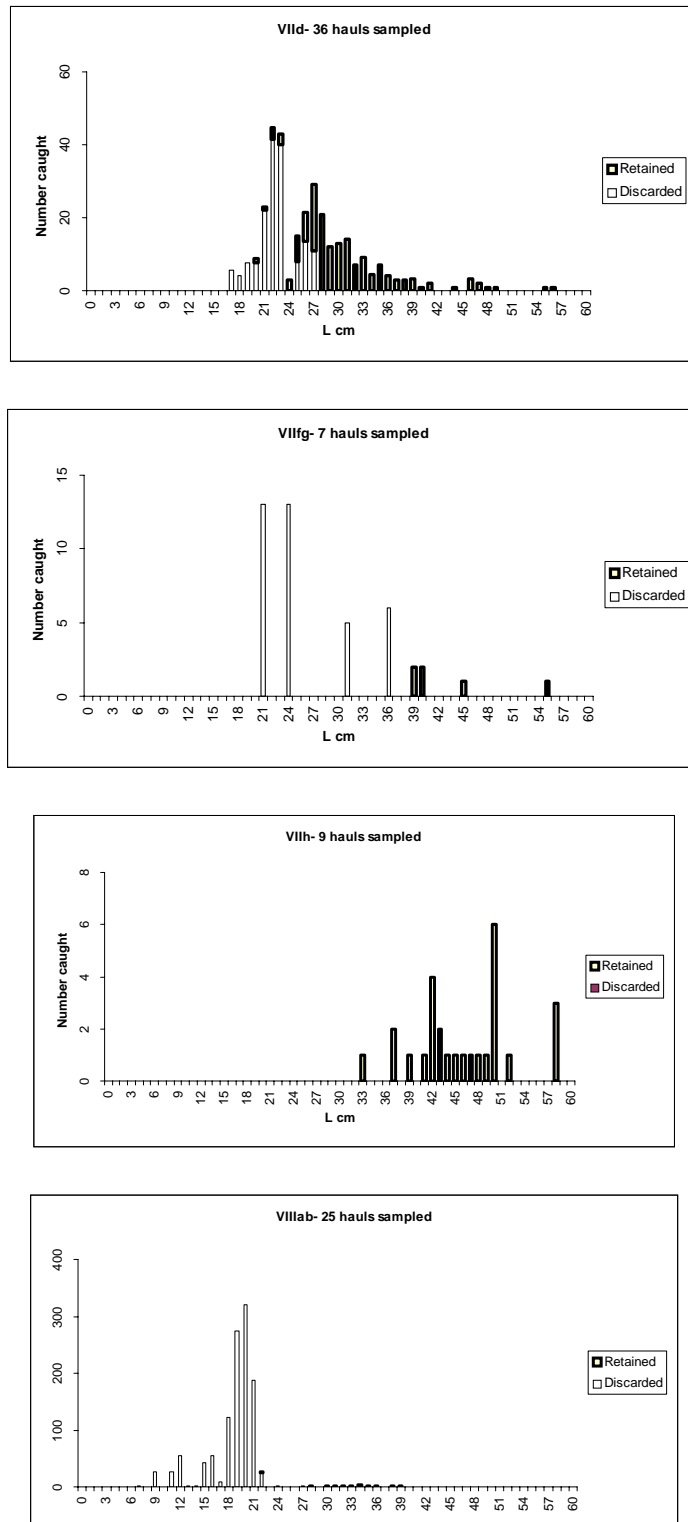 VIId- 36 hauls sampled
60
40
20
0
Number caught
0 3 6 9 12 15 18 21 24 27 30 33 36 39 42 45 48 51 54 57 60
L cm
Retained
Discarded
VIIfg- 7 hauls sampled
15
10
5
0
Number caught
0 3 6 9 12 15 18 21 24 27 30 33 36 39 42 45 48 51 54 57 60
L cm
Retained
Discarded
VIIh- 9 hauls sampled
8
6
4
2
0
Number caught
0 3 6 9 12 15 18 21 24 27 30 33 36 39 42 45 48 51 54 57 60
L cm
Retained
Discarded
VIIIab- 25 hauls sampled
400
300
200
100
0
Number caught
0 3 6 9 12 15 18 21 24 27 30 33 36 39 42 45 48 51 54 57 60
Retained
Discarded